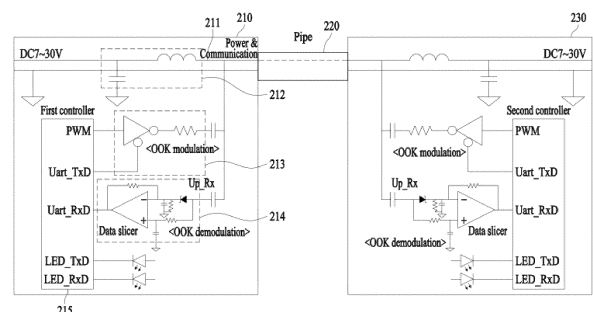 210
211
Power &
Communication
Pipe
220
230
DC7~30V
DC7~30V
212
First controller
Second controller
PWM
PWM
<OOK modulation>
<OOK modulation>
213
Uart_TxD
Uart_TxD
Up_Rx
Up_Rx
214
Uart_RxD
Uart_RxD
Data slicer
Data slicer
<OOK demodulation>
<OOK demodulation>
LED_TxD
LED_TxD
LED_RxD
LED_RxD
215